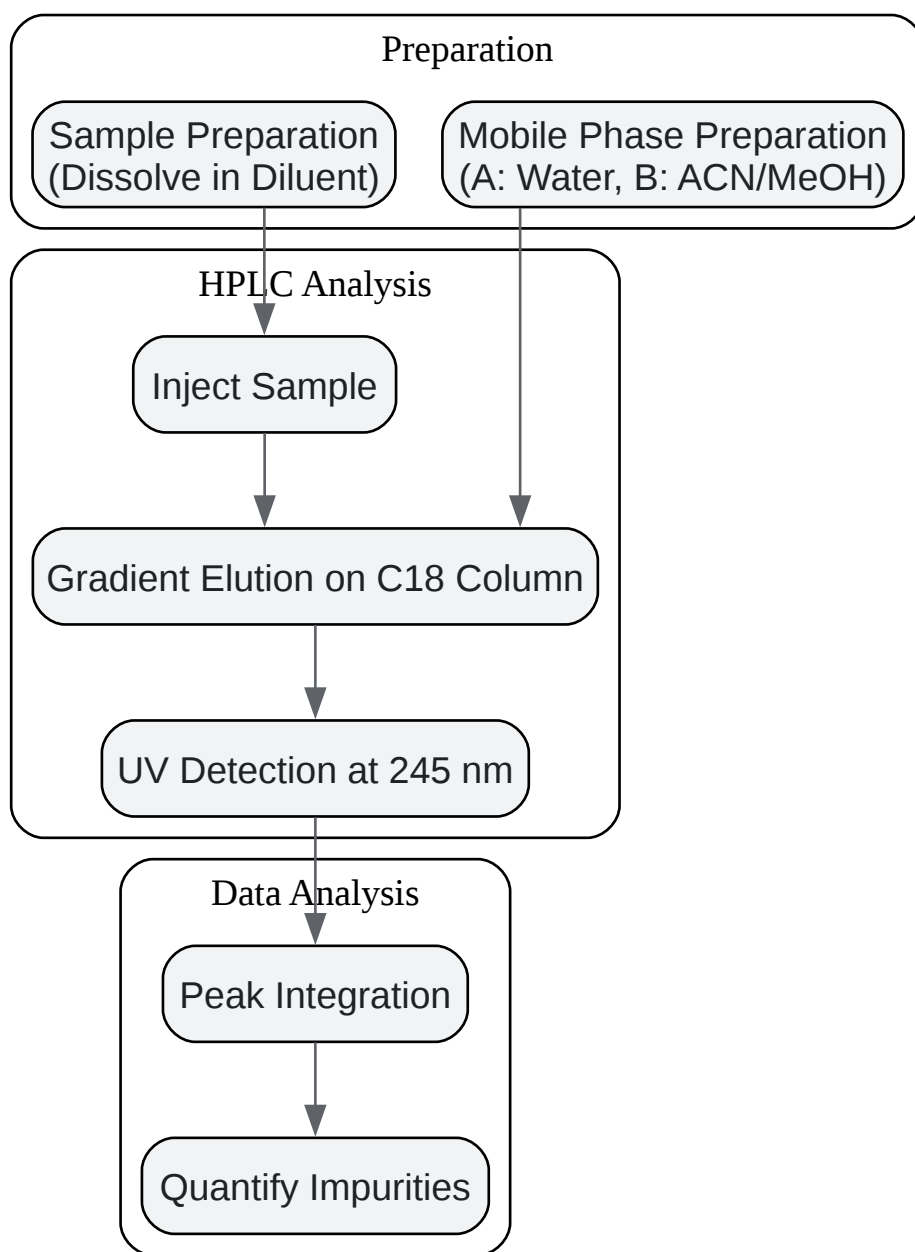 Preparation
Sample Preparation
(Dissolve in Diluent)
Mobile Phase Preparation
(A: Water, B: ACN/MeOH)
HPLC Analysis
Inject Sample
Gradient Elution on C18 Column
UV Detection at 245 nm
Data Analysis
Peak Integration
Quantify Impurities